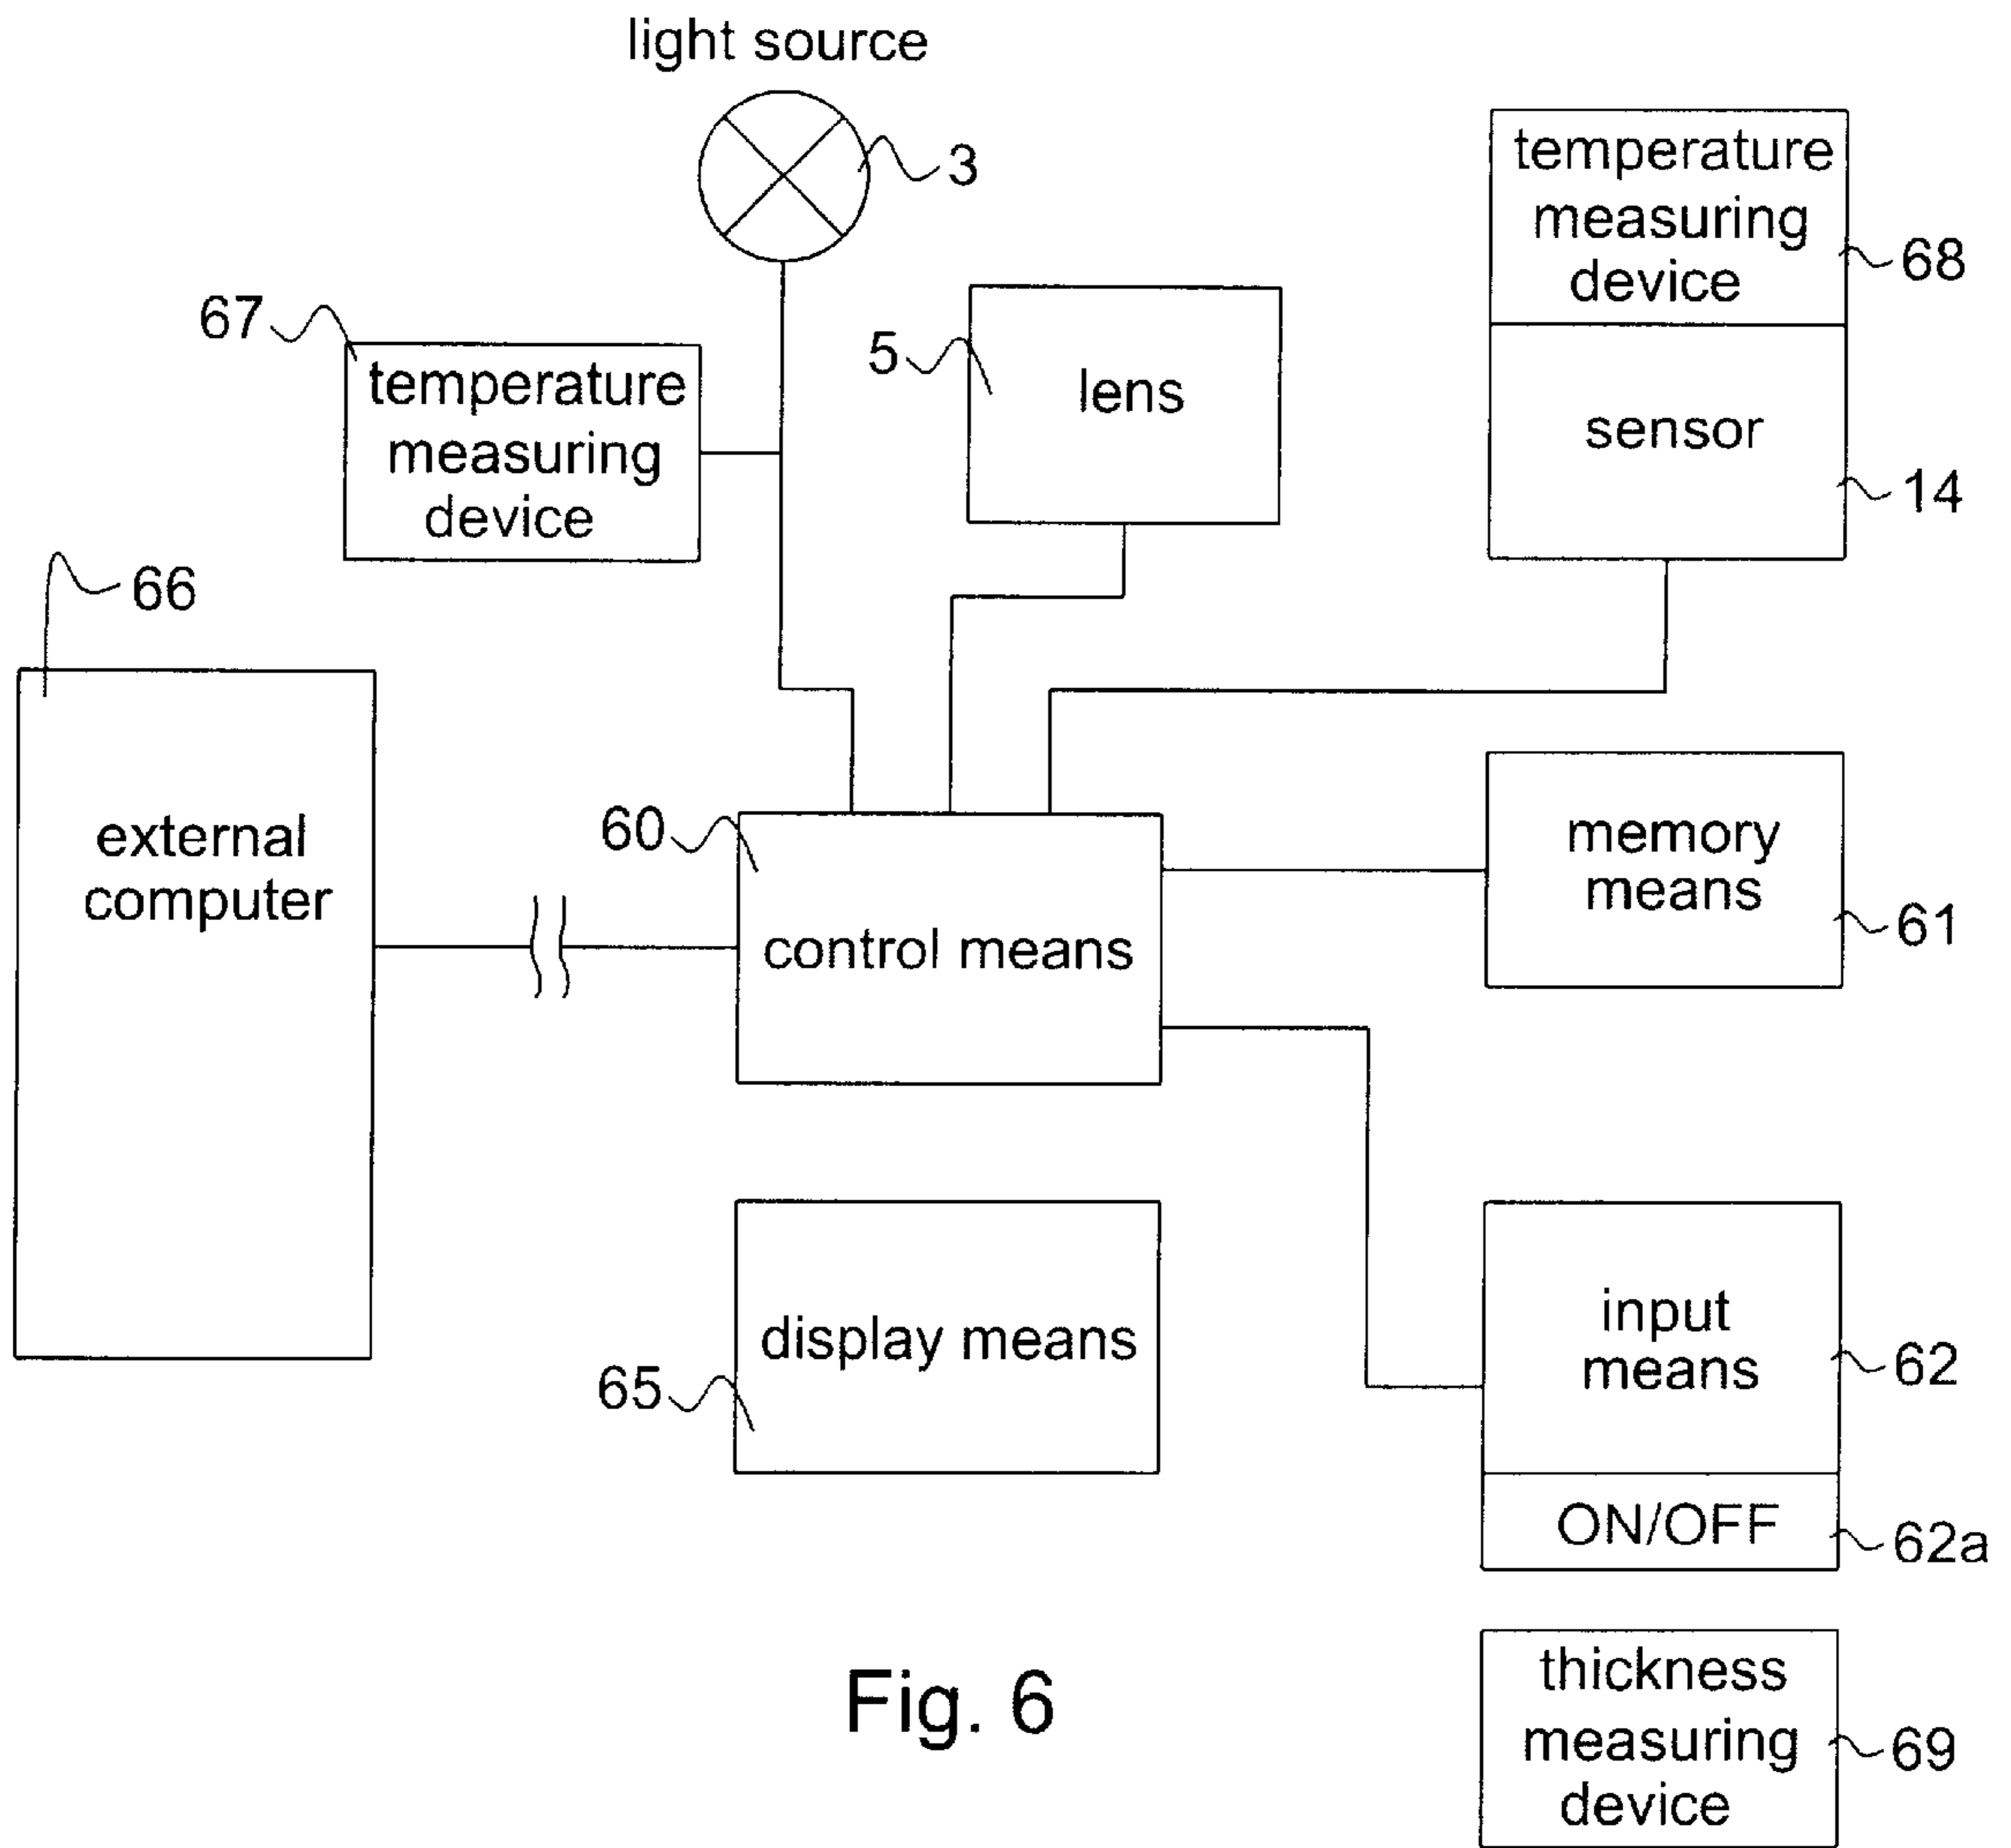 light source
3
temperature
measuring
device
68
67
temperature
measuring
device
5
lens
sensor
14
66
external
computer
60
control means
memory
means
61
display means
65
input
means
62
ON/OFF
62a
thickness
measuring
device
69
Fig. 6